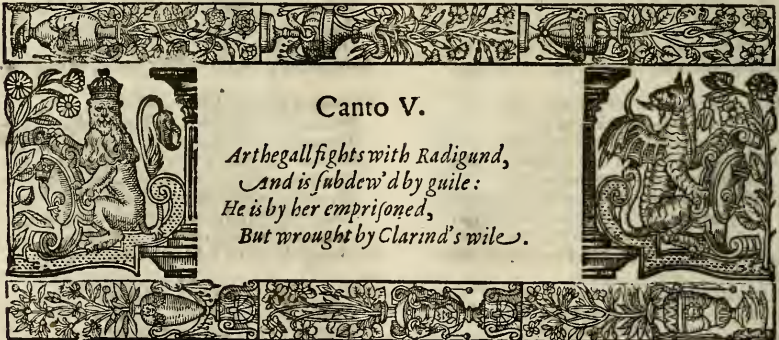 Canto V.
Arthegall fights with Radigund,
And is ſubdew'd by guile:
He is by her empriſoned,
But wrought by Clarind's wile.